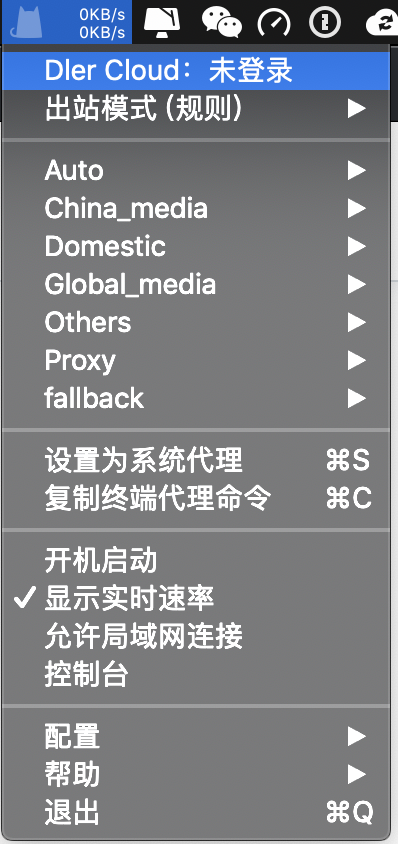 0KB/s
0KB/s
Dler Cloud：未登录
出站模式 (规则)
Auto
China_media
Domestic
Global_media
Others
Proxy
fallback
设置为系统代理 ⌘S
复制终端代理命令 ⌘C
开机启动
显示实时速率
允许局域网连接
控制台
配置
帮助
退出 ⌘Q